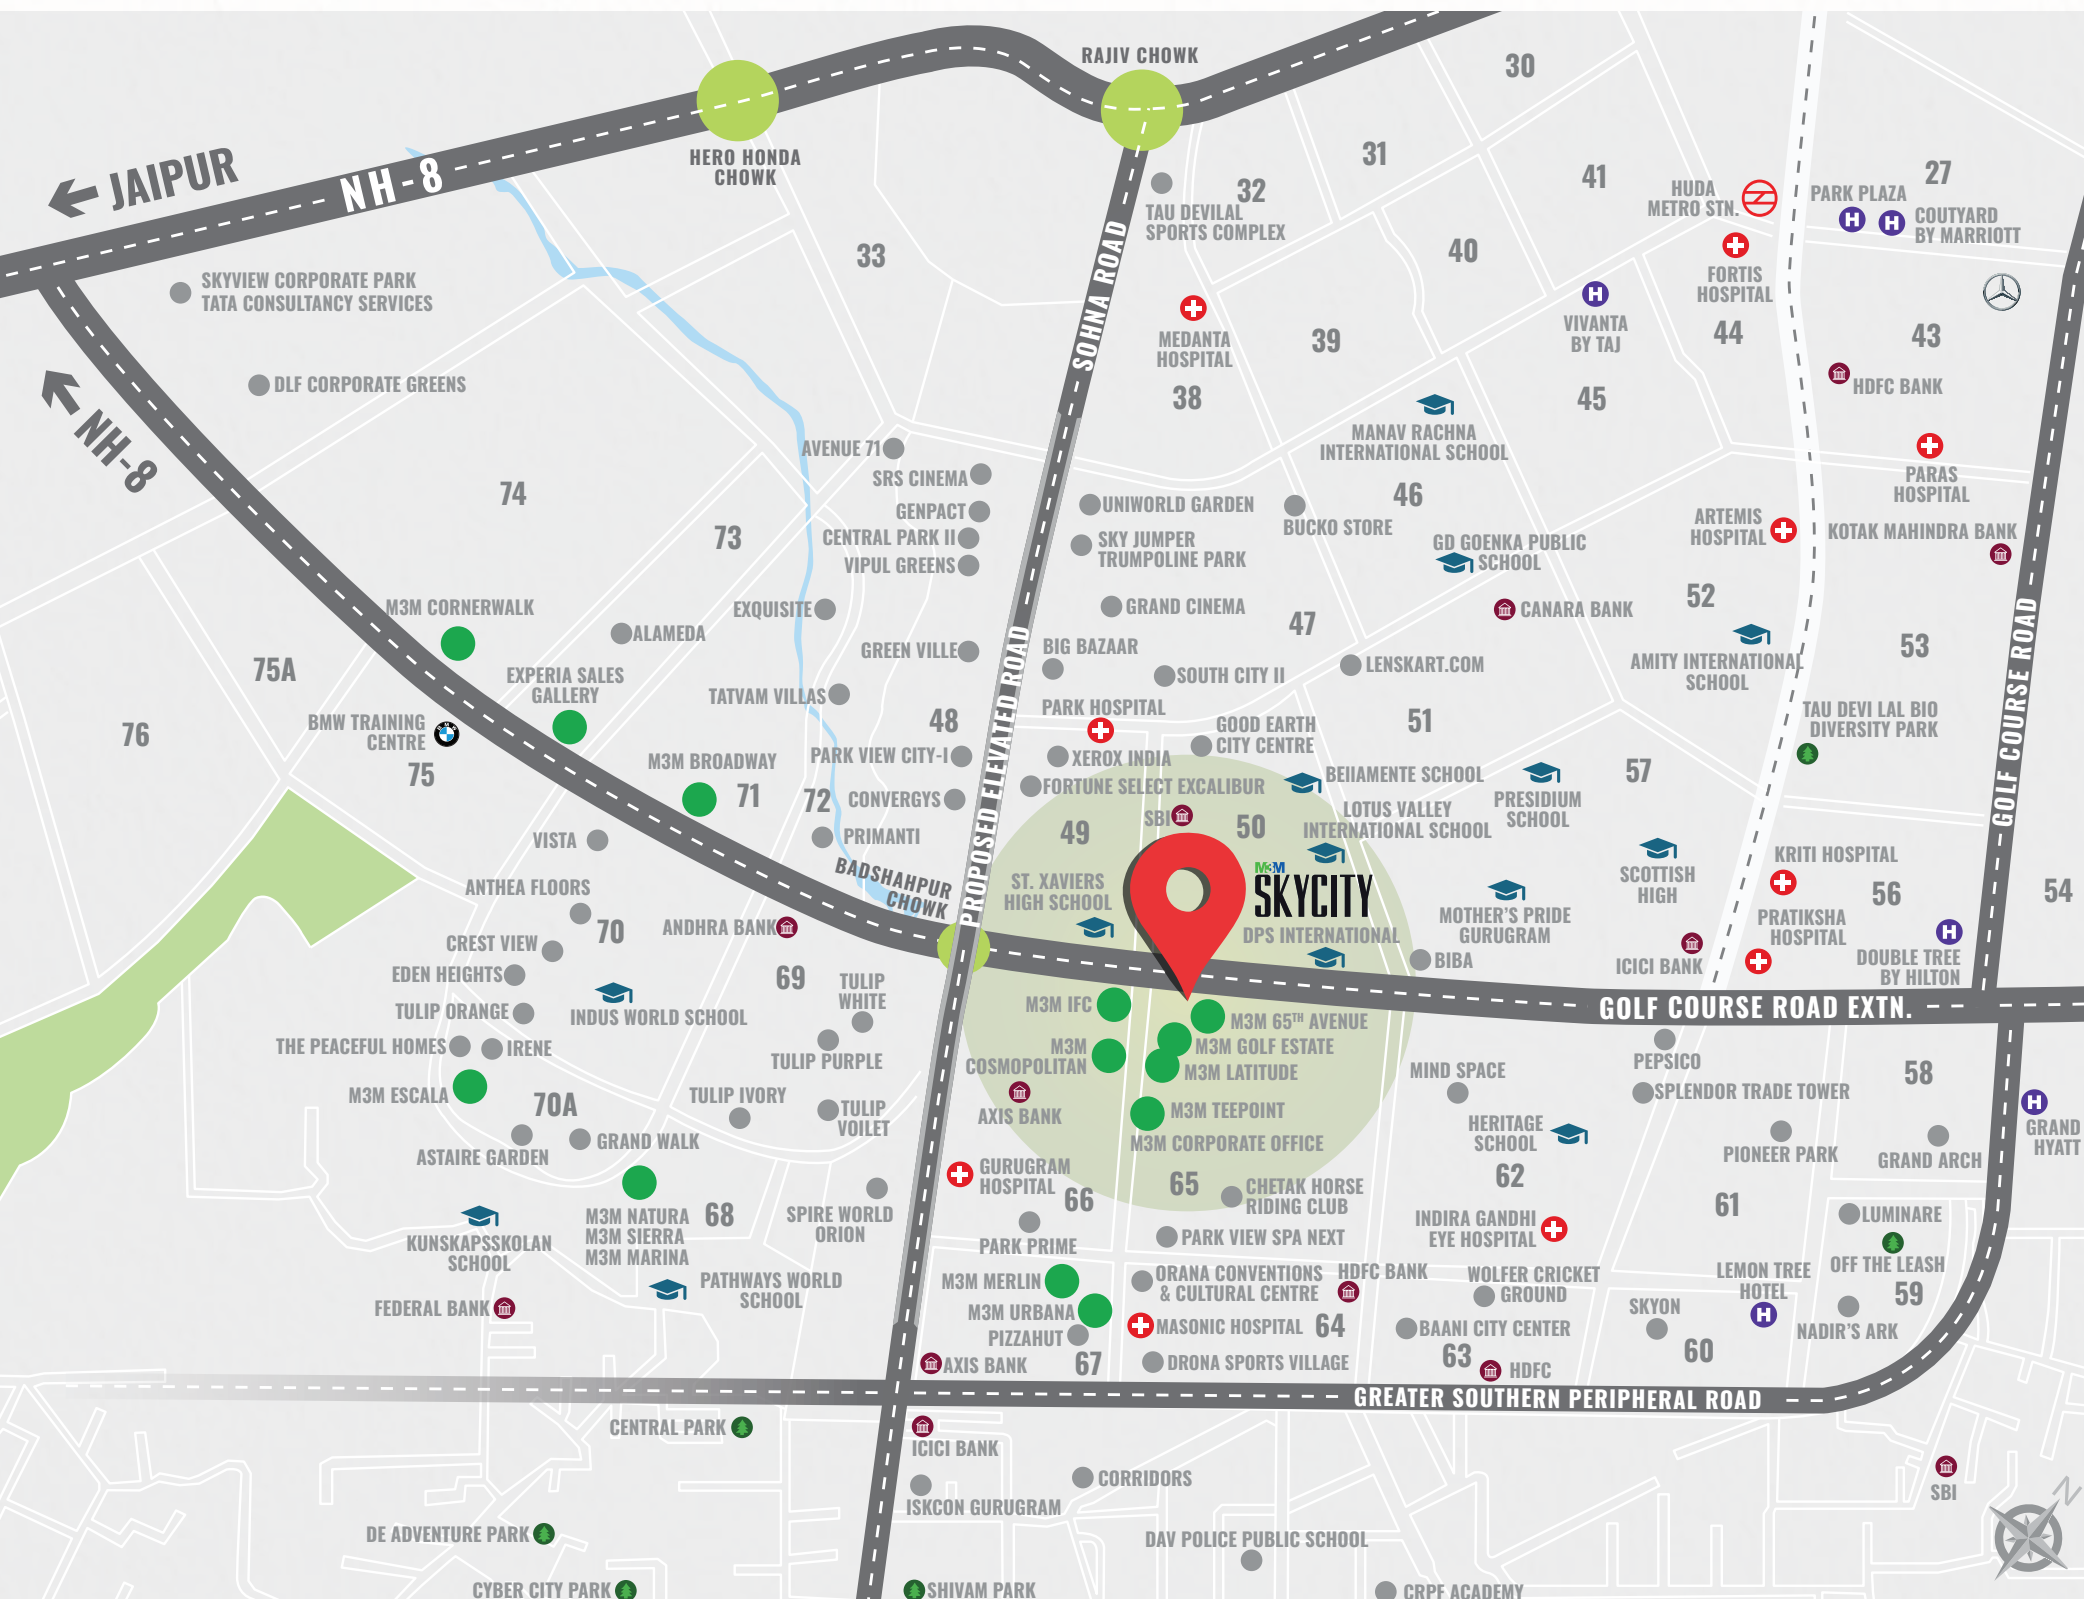 RAJIV CHOWK
30
HERO HONDA
CHOWK
JAIPUR
NH-8
31
32
TAU DEVILAL
SPORTS COMPLEX
41
HUDA
METRO STN.
PARK PLAZA
27
COUTYARD
BY MARRIOTT
33
40
SOHNA ROAD
FORTIS
HOSPITAL
SKYVIEW CORPORATE PARK
TATA CONSULTANCY SERVICES
MEDANTA
HOSPITAL
39
VIVANTA
BY TAJ
44
43
DLF CORPORATE GREENS
38
45
HDFC BANK
NH-8
MANAV RACHNA
INTERNATIONAL SCHOOL
AVENUE 71
SRS CINEMA
PARAS
HOSPITAL
74
GENPACT
UNIWORLD GARDEN
BUCKO STORE
46
ARTEMIS
HOSPITAL
KOTAK MAHINDRA BANK
73
CENTRAL PARK II
SKY JUMPER
TRUMPOLINE PARK
GD GOENKA PUBLIC
SCHOOL
VIPUL GREENS
M3M CORNERWALK
EXQUISITE
GRAND CINEMA
47
CANARA BANK
52
ALAMEDA
GREEN VILLE
BIG BAZAAR
SOUTH CITY II
LENSKART.COM
AMITY INTERNATIONAL
SCHOOL
53
GOLF COURSE ROAD
75A
EXPERIA SALES
GALLERY
TATVAM VILLAS
PROPOSED ELEVATED ROAD
76
BMW TRAINING
CENTRE
75
48
PARK HOSPITAL
GOOD EARTH
CITY CENTRE
51
TAU DEVI LAL BIO
DIVERSITY PARK
M3M BROADWAY
71
PARK VIEW CITY-I
XEROX INDIA
FORTUNE SELECT EXCALIBUR
BEIIAMENTE SCHOOL
57
72
CONVERGYS
PRIMANTI
SBI
49
50
LOTUS VALLEY
INTERNATIONAL SCHOOL
PRESIDIUM
SCHOOL
VISTA
BADSHAHPUR
CHOWK
ST. XAVIERS
HIGH SCHOOL
M3M
SKYCITY
SCOTTISH
HIGH
KRITI HOSPITAL
56
54
ANTHEA FLOORS
70
ANDHRA BANK
DPS INTERNATIONAL
MOTHER'S PRIDE
GURUGRAM
PRATIKSHA
HOSPITAL
CREST VIEW
EDEN HEIGHTS
69
BIBA
ICICI BANK
DOUBLE TREE
BY HILTON
TULIP
WHITE
GOLF COURSE ROAD EXTN.
TULIP ORANGE
INDUS WORLD SCHOOL
M3M IFC
M3M 65TH AVENUE
THE PEACEFUL HOMES
IRENE
TULIP PURPLE
M3M
COSMOPOLITAN
M3M GOLF ESTATE
M3M LATITUDE
MIND SPACE
PEPSICO
58
M3M ESCALA
70A
TULIP IVORY
TULIP
VOILET
AXIS BANK
M3M TEEPOINT
SPLENDOR TRADE TOWER
ASTAIRE GARDEN
GRAND WALK
M3M CORPORATE OFFICE
HERITAGE
SCHOOL
PIONEER PARK
GRAND ARCH
GRAND
HYATT
GURUGRAM
HOSPITAL
66
65
CHETAK HORSE
RIDING CLUB
62
61
KUNSKAPSSKOLAN
SCHOOL
M3M NATURA
M3M SIERRA
M3M MARINA
68
SPIRE WORLD
ORION
PARK PRIME
PARK VIEW SPA NEXT
INDIRA GANDHI
EYE HOSPITAL
LUMINARE
OFF THE LEASH
FEDERAL BANK
PATHWAYS WORLD
SCHOOL
M3M MERLIN
ORANA CONVENTIONS
& CULTURAL CENTRE
HDFC BANK
WOLFER CRICKET
GROUND
LEMON TREE
HOTEL
59
M3M URBANA
PIZZAHUT
MASONIC HOSPITAL
64
BAANI CITY CENTER
SKYON
NADIR'S ARK
AXIS BANK
67
DRONA SPORTS VILLAGE
63
HDFC
60
GREATER SOUTHERN PERIPHERAL ROAD
CENTRAL PARK
ICICI BANK
CORRIDORS
SBI
N
ISKCON GURUGRAM
DE ADVENTURE PARK
DAV POLICE PUBLIC SCHOOL
CYBER CITY PARK
SHIVAM PARK
CRPF ACADEMY